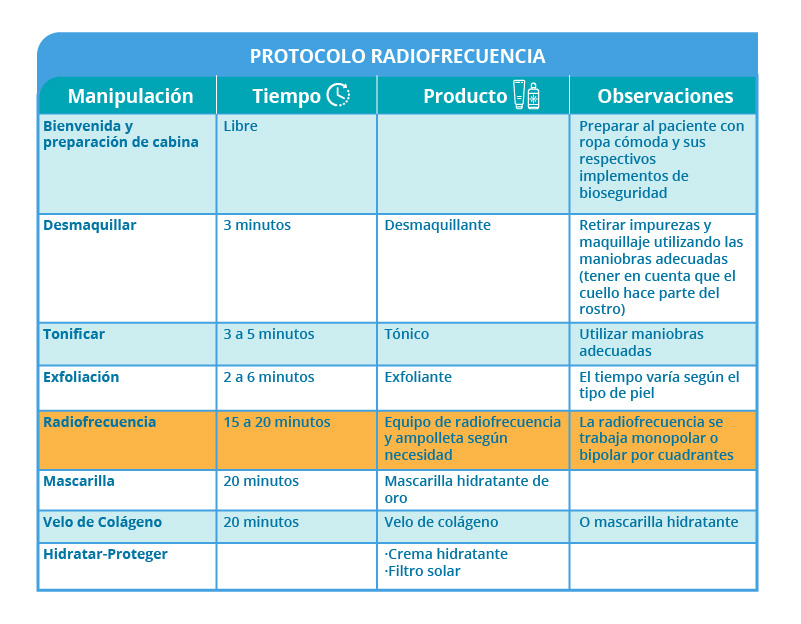 PROTOCOLO RADIOFRECUENCIA
Manipulación
Tiempo
Producto
Observaciones
Bienvenida y
preparación de cabina
Libre
Preparar al paciente con
ropa cómoda y sus
respectivos
implementos de
bioseguridad
Desmaquillar
3 minutos
Desmaquillante
Retirar impurezas y
maquillaje utilizando las
maniobras adecuadas
(tener en cuenta que el
cuello hace parte del
rostro)
Tonificar
3 a 5 minutos
Tónico
Utilizar maniobras
adecuadas
Exfoliación
2 a 6 minutos
Exfoliante
El tiempo varía según el
tipo de piel
Radiofrecuencia
15 a 20 minutos
Equipo de radiofrecuencia
y ampolleta según
necesidad
La radiofrecuencia se
trabaja monopolar o
bipolar por cuadrantes
Mascarilla
20 minutos
Mascarilla hidratante de
oro
Velo de Colágeno
20 minutos
Velo de colágeno
O mascarilla hidratante
Hidratar-Proteger
·Crema hidratante
·Filtro solar